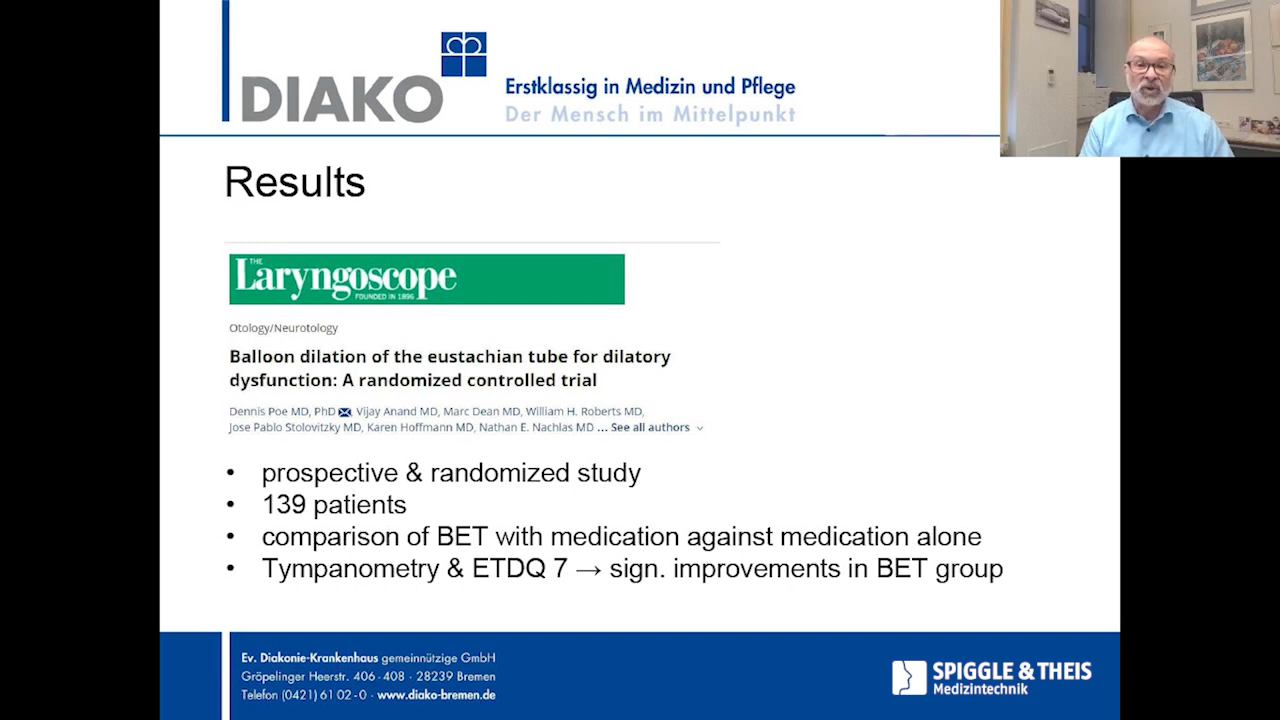 DIAKO
Erstklassig in Medizin und Pflege
Der Mensch im Mittelpunkt
Results
THE
Laryngoscope
FOUNDED IN 1896
Otology/Neurotology
Balloon dilation of the eustachian tube for dilatory
dysfunction: A randomized controlled trial
Dennis Poe MD, PhD, Vijay Anand MD, Marc Dean MD, William H. Roberts MD,
Jose Pablo Stolovitzky MD, Karen Hoffmann MD, Nathan E. Nachlas MD ... See all authors
• prospective & randomized study
• 139 patients
• comparison of BET with medication against medication alone
• Tympanometry & ETDQ 7 → sign. improvements in BET group
Ev. Diakonie-Krankenhaus gemeinnützige GmbH
Gröpelinger Heerstr. 406 - 408 · 28239 Bremen
Telefon (0421) 61 02 - 0 · www.diako-bremen.de
SPIGGLE & THEIS
Medizintechnik